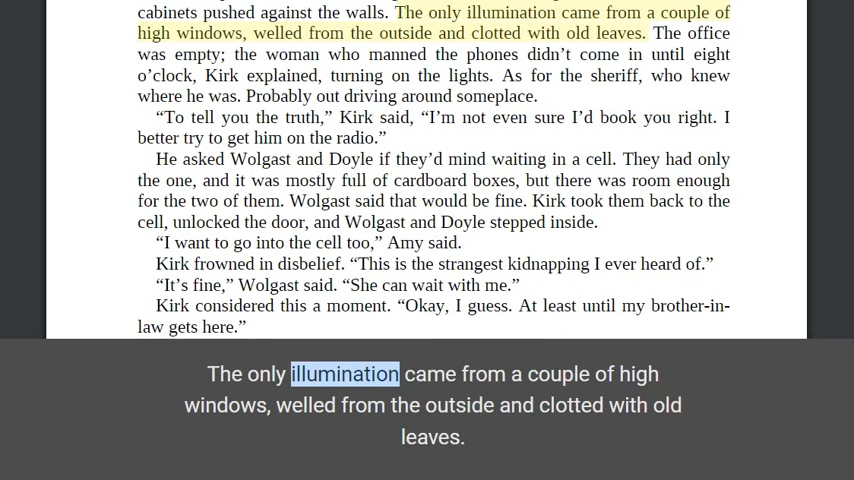 cabinets pushed against the walls. The only illumination came from a couple of
high windows, welled from the outside and clotted with old leaves. The office
was empty; the woman who manned the phones didn’t come in until eight
o’clock, Kirk explained, turning on the lights. As for the sheriff, who knew
where he was. Probably out driving around someplace.
“To tell you the truth,” Kirk said, “I’m not even sure I’d book you right. I
better try to get him on the radio.”
He asked Wolgast and Doyle if they’d mind waiting in a cell. They had only
the one, and it was mostly full of cardboard boxes, but there was room enough
for the two of them. Wolgast said that would be fine. Kirk took them back to the
cell, unlocked the door, and Wolgast and Doyle stepped inside.
“I want to go into the cell too,” Amy said.
Kirk frowned in disbelief. “This is the strangest kidnapping I ever heard of.”
“It’s fine,” Wolgast said. “She can wait with me.”
Kirk considered this a moment. “Okay, I guess. At least until my brother-in-
law gets here.”
The only illumination came from a couple of high
windows, welled from the outside and clotted with old
leaves.